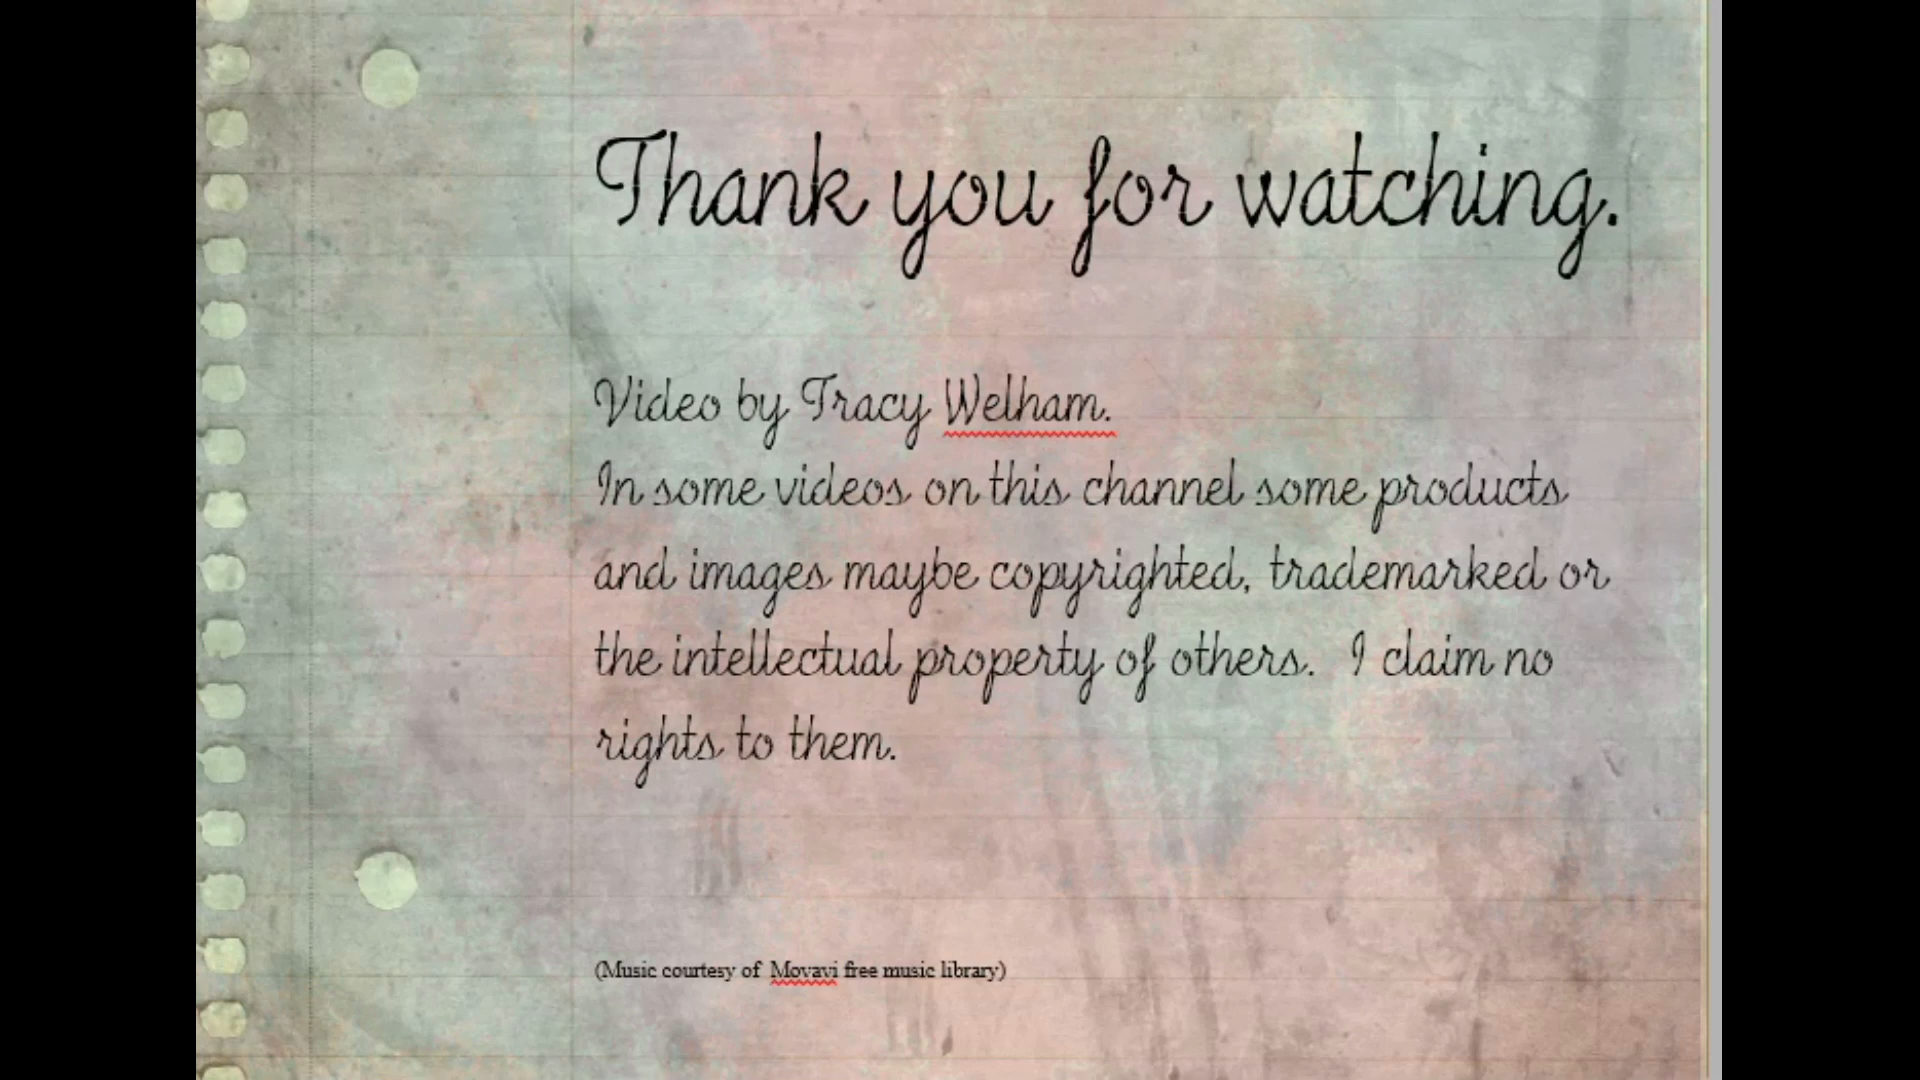 Thank you for watching.
Video by Tracy Welham.
In some videos on this channel some products
and images maybe copyrighted, trademarked or
the intellectual property of others.  I claim no
rights to them.
(Music courtesy of  Movavi free music library)